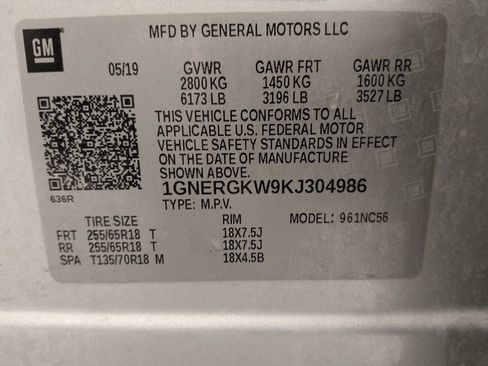 GM
MFD BY GENERAL MOTORS LLC
05/19 GVWR GAWR FRT GAWR RR
2800 KG 1450 KG 1600 KG
6173 LB 3196 LB 3527 LB
THIS VEHICLE CONFORMS TO ALL
APPLICABLE U.S. FEDERAL MOTOR
VEHICLE SAFETY STANDARDS IN EFFECT
ON THE DATE OF MANUFACTURE
SHOWN ABOVE.
636R
1GNERGKW9KJ304986
TYPE: M.P.V.
TIRE SIZE RIM MODEL: 961NC56
FRT 255/65R18 T 18X7.5J
RR 255/65R18 T 18X7.5J
SPA T135/70R18 M 18X4.5B